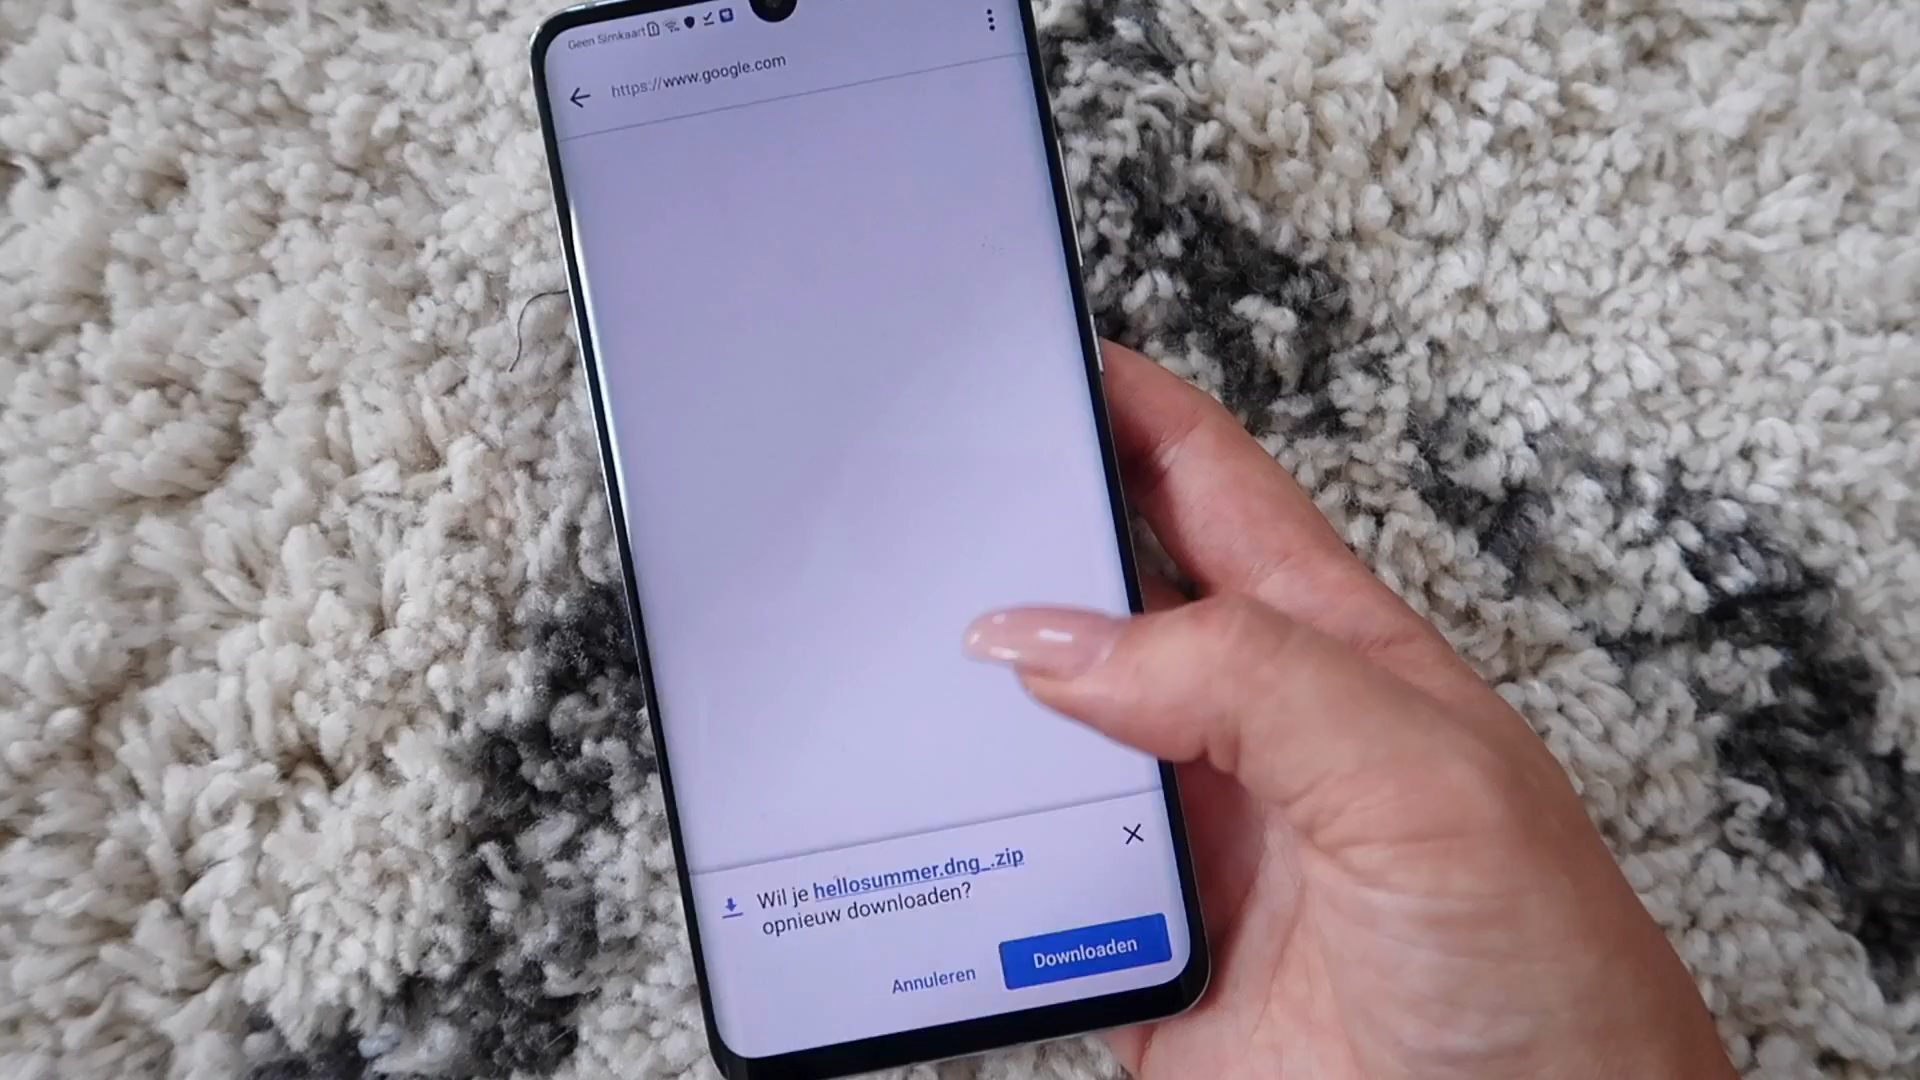 Geen Simkaart
https://www.google.com
Wil je hellosummer.dng_.zip
opnieuw downloaden?
Annuleren
Downloaden